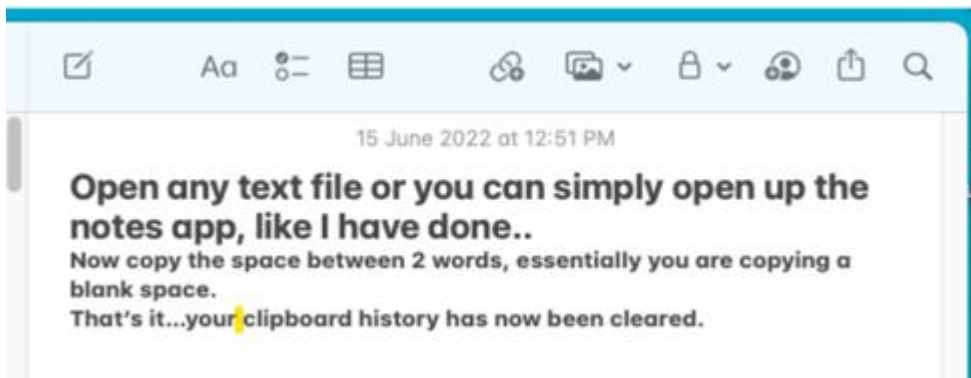 Aa
15 June 2022 at 12:51 PM
Open any text file or you can simply open up the
notes app, like I have done..
Now copy the space between 2 words, essentially you are copying a
blank space.
That's it...your clipboard history has now been cleared.